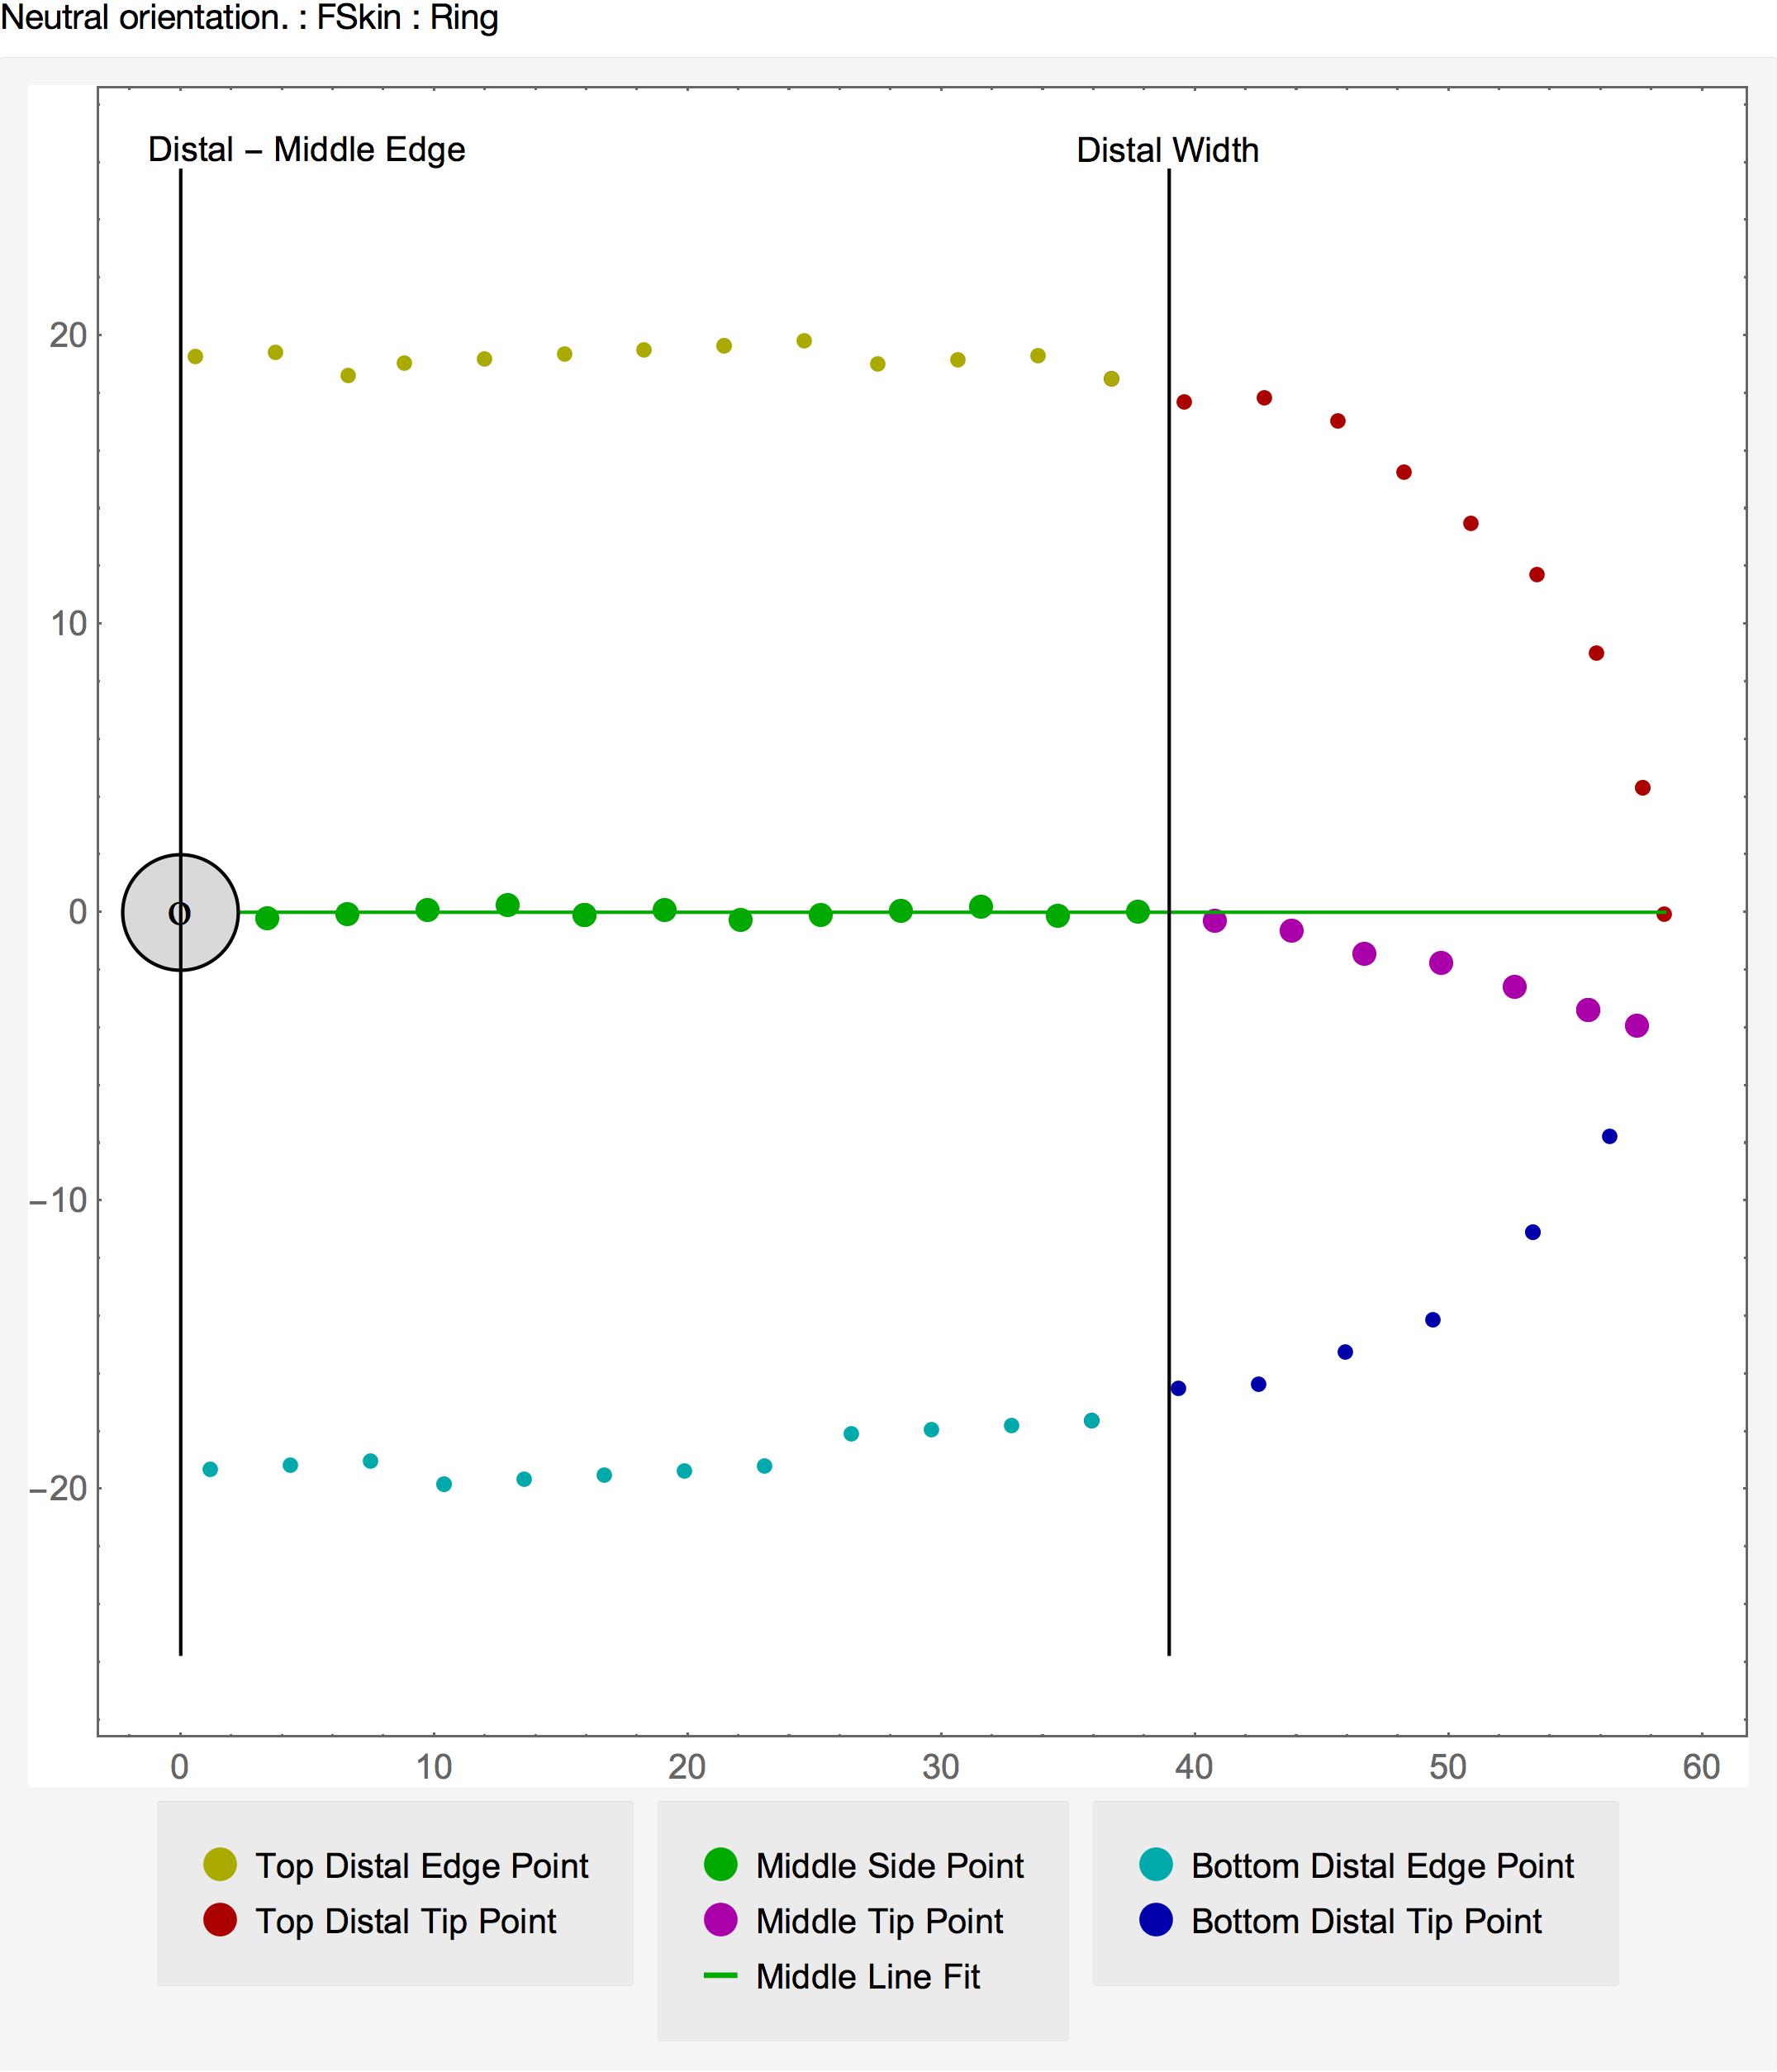 Neutral orientation. : FSkin : Ring
Distal – Middle Edge
Distal Width
20
10
0
−10
−20
O
0
10
20
30
40
50
60
Top Distal Edge Point
Top Distal Tip Point
Middle Side Point
Middle Tip Point
Middle Line Fit
Bottom Distal Edge Point
Bottom Distal Tip Point